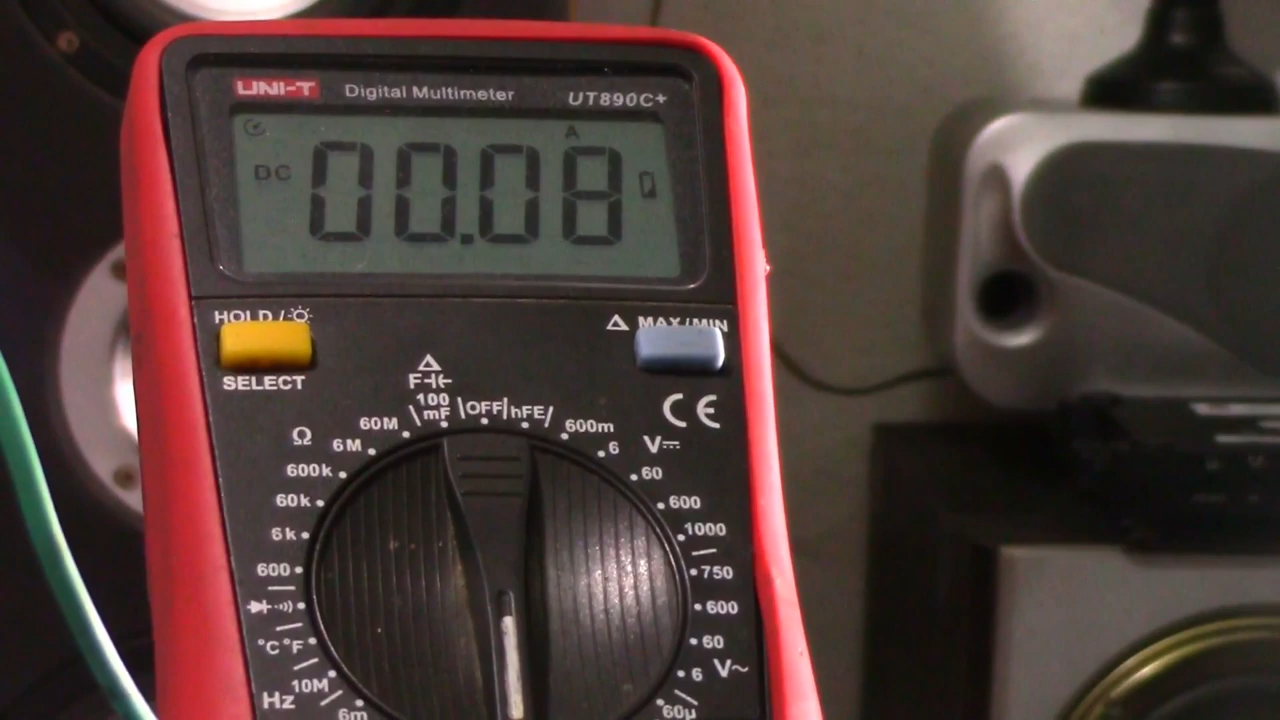 UNI-T Digital Multimeter UT890C+
A
DC 00.08
HOLD/
SELECT
MAX/MIN
F
100
mF
OFF
hFE
600m
6
V
60
600
1000
750
600
60
6
V~
60µ
60M
Ω
6M
600k
60k
6k
600
°C°F
Hz
10M
6m
CE